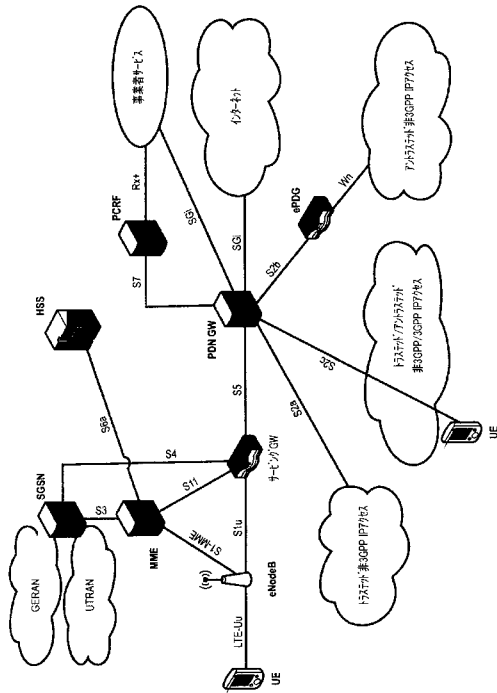 GERAN
UTRAN
SGSN
HSS
S3
S4
S6a
MME
S11
S1-MME
LTE-Uu
UE
eNodeB
S1u
サービングGW
S5
PDN GW
S7
PCRF
Rx+
事業者サービス
SGi
SGi
インターネット
S2b
ePDG
Wn
アントラステッド非3GPP IPアクセス
S2a
S2c
トラステッド/アントラステッド
非3GPP/3GPP IPアクセス
UE
トラステッド非3GPP IPアクセス